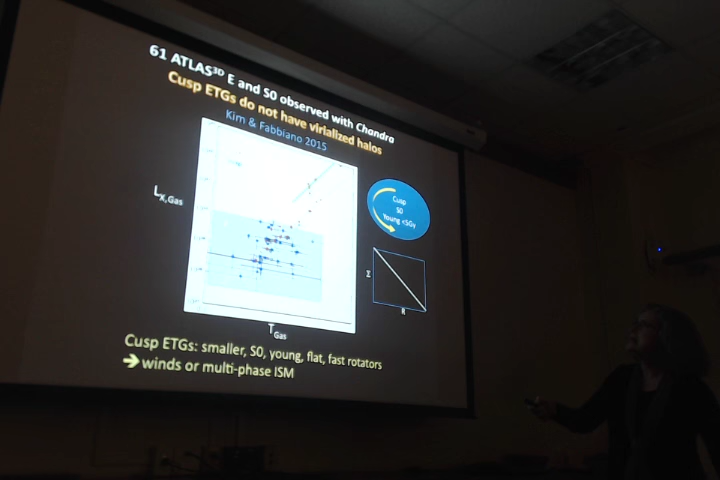 61 ATLAS3D E and S0 observed with Chandra
Cusp ETGs do not have virialized halos
Kim & Fabbiano 2015
LX,Gas
TGas
Cusp
S0
Young <5Gy
Σ
R
Cusp ETGs: smaller, S0, young, flat, fast rotators
➔ winds or multi-phase ISM